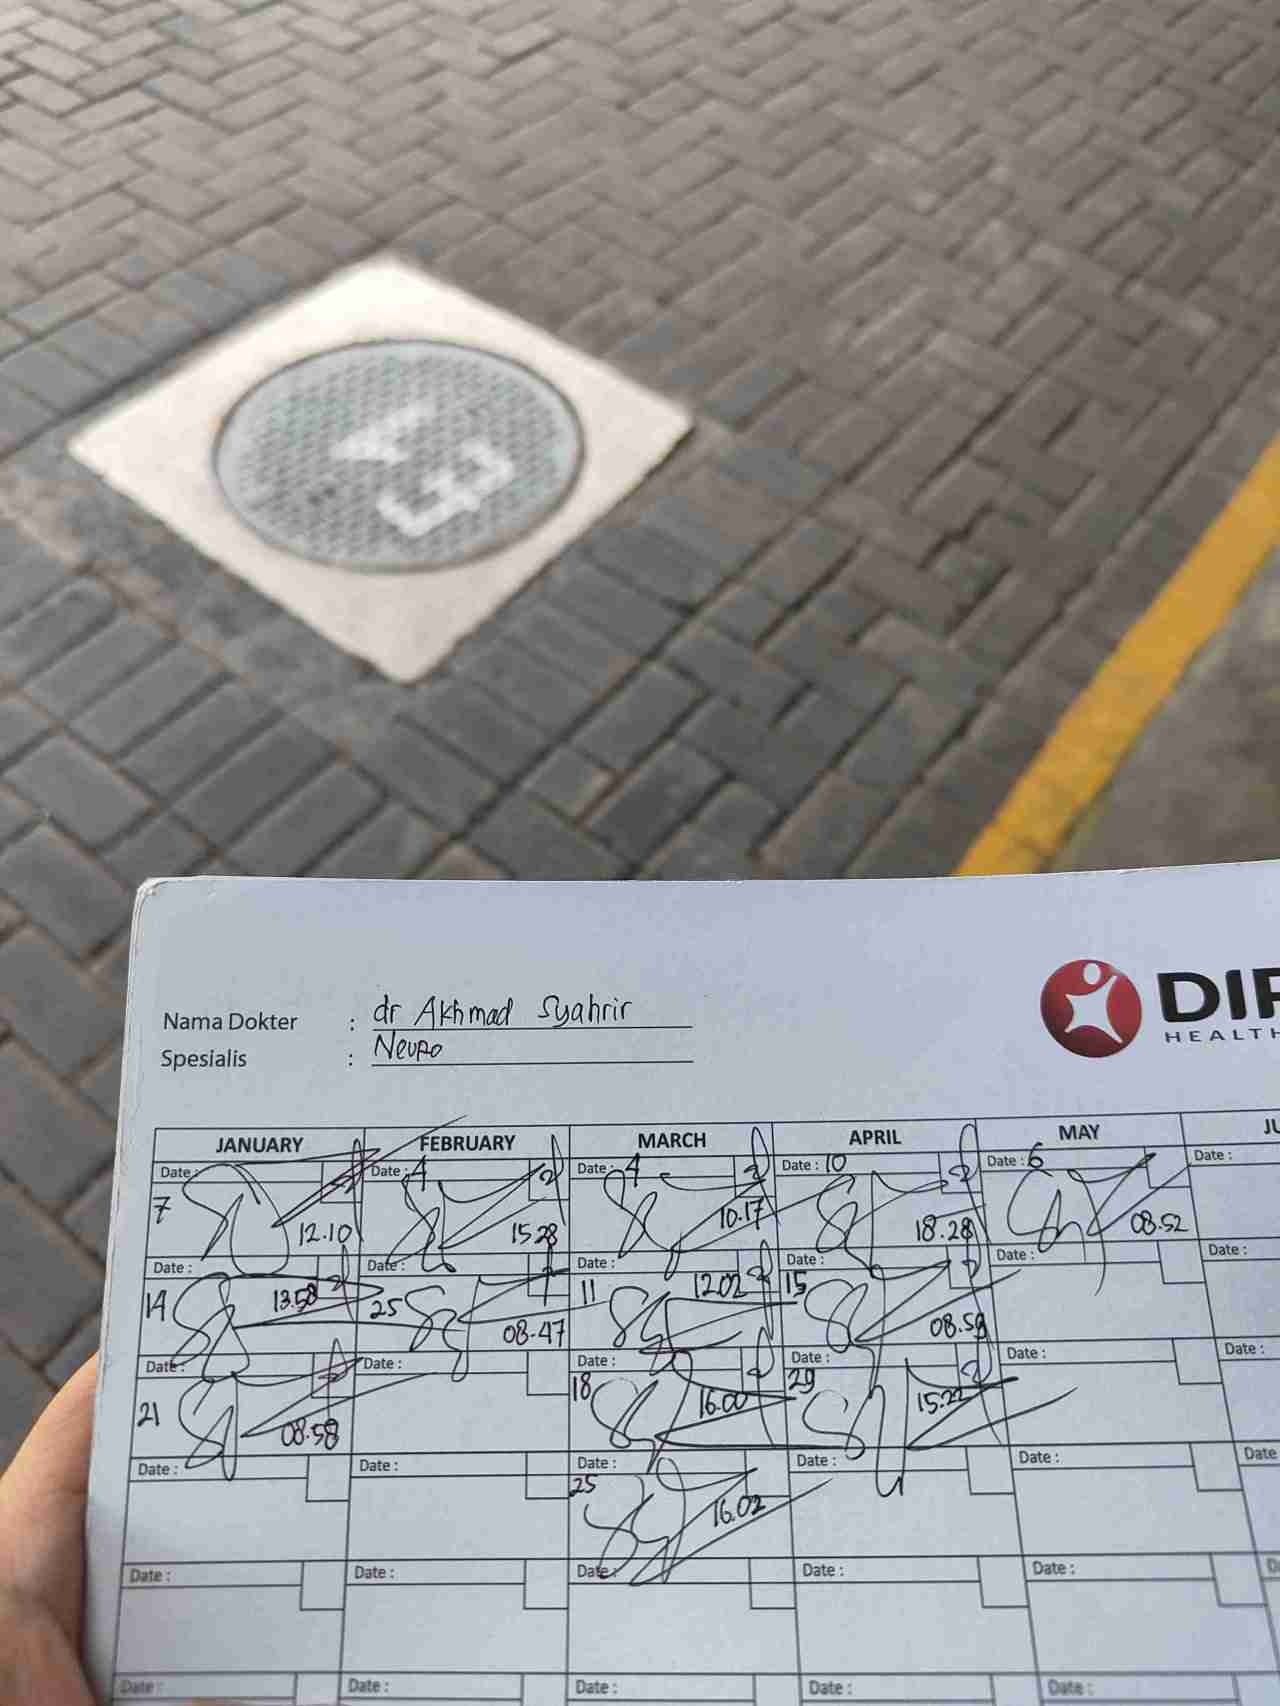 Nama Dokter : dr Akhmad Syahrir
Spesialis : Neuro
DIF
HEALTH
JANUARY FEBRUARY MARCH APRIL MAY JU
Date : Date : 4 Date : 4 Date : 10 Date : 6 Date :
7 12.10 15.28 10.17 18.28 08.52
Date : Date : Date : Date : Date : Date :
14 13.58 25 08.47 11 12.02 15 08.59
Date : Date : Date : Date : Date : Date :
21 08.58 18 16.00 29 15.22
Date : Date : Date : Date : Date : Date
25 16.02
Date : Date : Date : Date : Date :
Date : Date : Date : Date : Date :